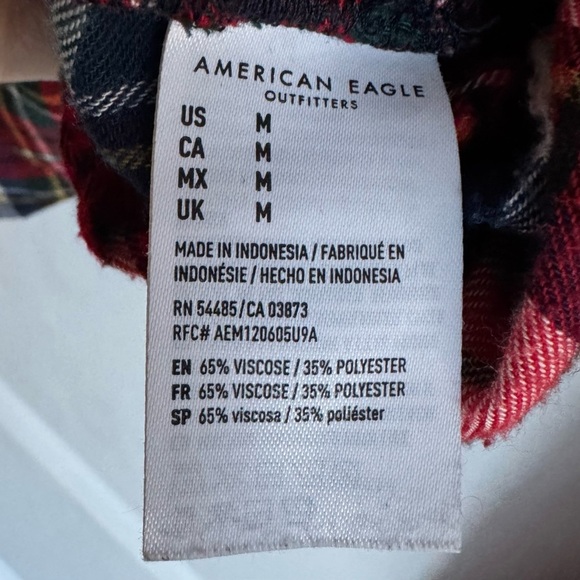 AMERICAN EAGLE
OUTFITTERS
US M
CA M
MX M
UK M
MADE IN INDONESIA / FABRIQUÉ EN
INDONÉSIE / HECHO EN INDONESIA
RN 54485/CA 03873
RFC# AEM120605U9A
EN 65% VISCOSE / 35% POLYESTER
FR 65% VISCOSE / 35% POLYESTER
SP 65% viscosa / 35% poliéster